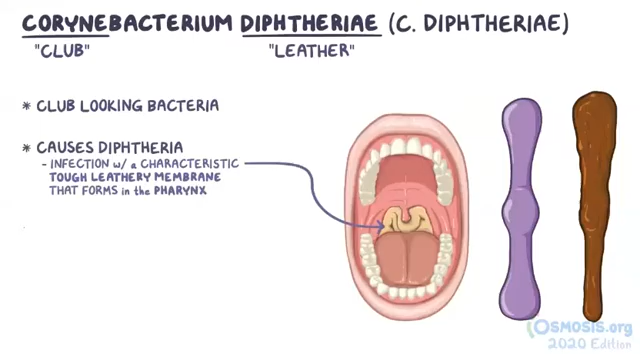 CORYNEBACTERIUM DIPHTHERIAE (C. DIPHTHERIAE)
"CLUB" "LEATHER"
* CLUB LOOKING BACTERIA
* CAUSES DIPHTHERIA
- INFECTION w/ a CHARACTERISTIC
TOUGH LEATHERY MEMBRANE
THAT FORMS in the PHARYNX
OSMOSIS.org
2020 Edition